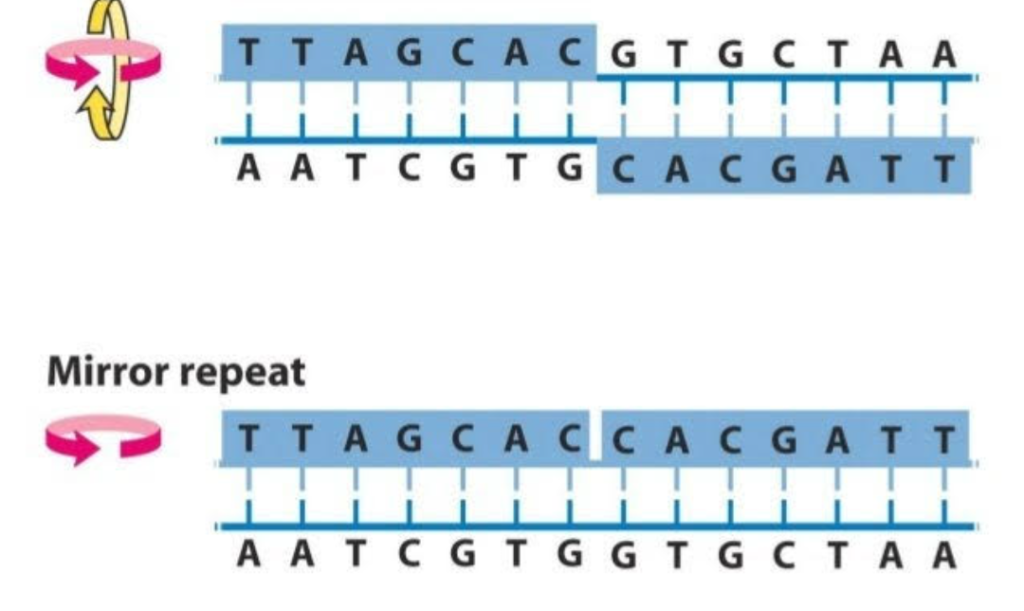 T T A G C A C G T G C T A A
A A T C G T G C A C G A T T
Mirror repeat
T T A G C A C C A C G A T T
A A T C G T G G T G C T A A